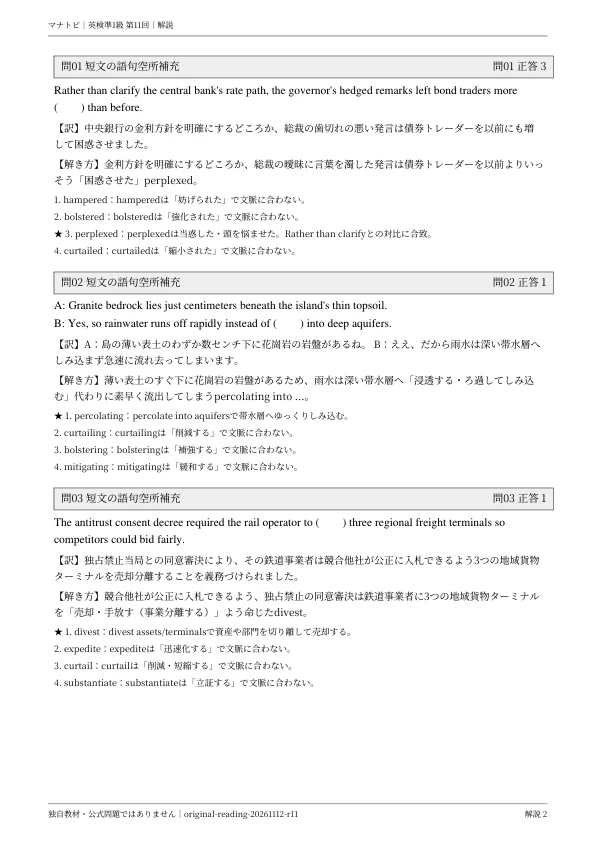 マナトビ｜英検準1級 第11回｜解説
問01 短文の語句空所補充 問01 正答 3
Rather than clarify the central bank's rate path, the governor's hedged remarks left bond traders more
( ) than before.
【訳】中央銀行の金利方針を明確にするどころか、総裁の歯切れの悪い発言は債券トレーダーを以前にも増
して困惑させました。
【解き方】金利方針を明確にするどころか、総裁の曖昧に言葉を濁した発言は債券トレーダーを以前よりいっ
そう「困惑させた」perplexed。
1. hampered：hamperedは「妨げられた」で文脈に合わない。
2. bolstered：bolsteredは「強化された」で文脈に合わない。
★ 3. perplexed：perplexedは当惑した・頭を悩ませた。Rather than clarifyとの対比に合致。
4. curtailed：curtailedは「縮小された」で文脈に合わない。
問02 短文の語句空所補充 問02 正答 1
A: Granite bedrock lies just centimeters beneath the island's thin topsoil.
B: Yes, so rainwater runs off rapidly instead of ( ) into deep aquifers.
【訳】A：島の薄い表土のわずか数センチ下に花崗岩の岩盤があるね。 B：ええ、だから雨水は深い帯水層へ
しみ込まず急速に流れ去ってしまいます。
【解き方】薄い表土のすぐ下に花崗岩の岩盤があるため、雨水は深い帯水層へ「浸透する・ろ過してしみ込
む」代わりに素早く流出してしまうpercolating into …。
★ 1. percolating：percolate into aquifersで帯水層へゆっくりしみ込む。
2. curtailing：curtailingは「削減する」で文脈に合わない。
3. bolstering：bolsteringは「補強する」で文脈に合わない。
4. mitigating：mitigatingは「緩和する」で文脈に合わない。
問03 短文の語句空所補充 問03 正答 1
The antitrust consent decree required the rail operator to ( ) three regional freight terminals so
competitors could bid fairly.
【訳】独占禁止当局との同意審決により、その鉄道事業者は競合他社が公正に入札できるよう3つの地域貨物
ターミナルを売却分離することを義務づけられました。
【解き方】競合他社が公正に入札できるよう、独占禁止の同意審決は鉄道事業者に3つの地域貨物ターミナル
を「売却・手放す（事業分離する）」よう命じたdivest。
★ 1. divest：divest assets/terminalsで資産や部門を切り離して売却する。
2. expedite：expediteは「迅速化する」で文脈に合わない。
3. curtail：curtailは「削減・短縮する」で文脈に合わない。
4. substantiate：substantiateは「立証する」で文脈に合わない。
独自教材・公式問題ではありません｜original-reading-20261112-r11 解説 2